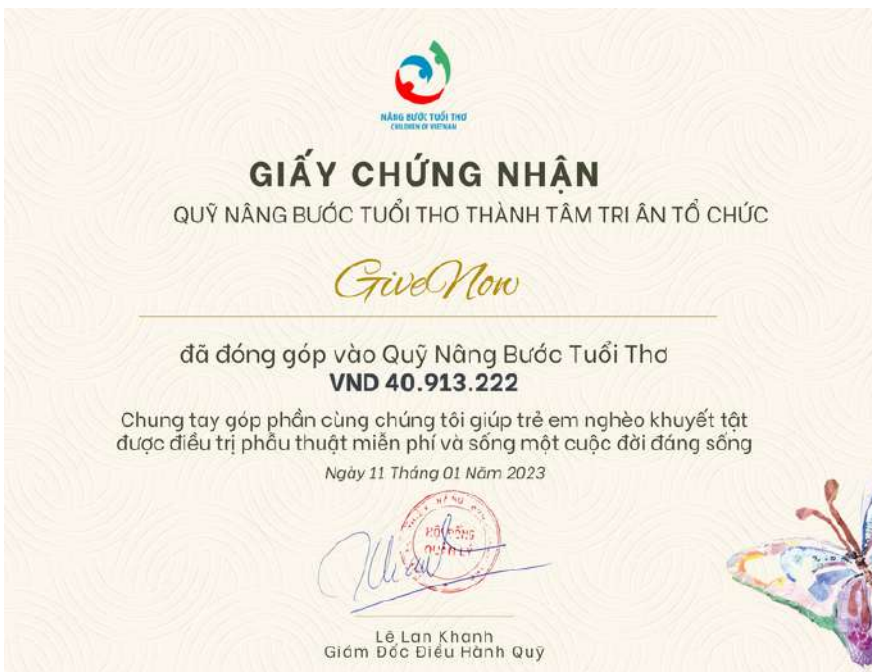 NÂNG BƯỚC TUỔI THƠ
CHILDREN OF VIETNAM
GIẤY CHỨNG NHẬN
QUỸ NÂNG BƯỚC TUỔI THƠ THÀNH TÂM TRI ÂN TỔ CHỨC
GiveNow
đã đóng góp vào Quỹ Nâng Bước Tuổi Thơ
VND 40.913.222
Chung tay góp phần cùng chúng tôi giúp trẻ em nghèo khuyết tật
được điều trị phẫu thuật miễn phí và sống một cuộc đời đáng sống
Ngày 11 Tháng 01 Năm 2023
HỘI ĐỒNG
QUẢN LÝ
Lê Lan Khanh
Giám Đốc Điều Hành Quỹ